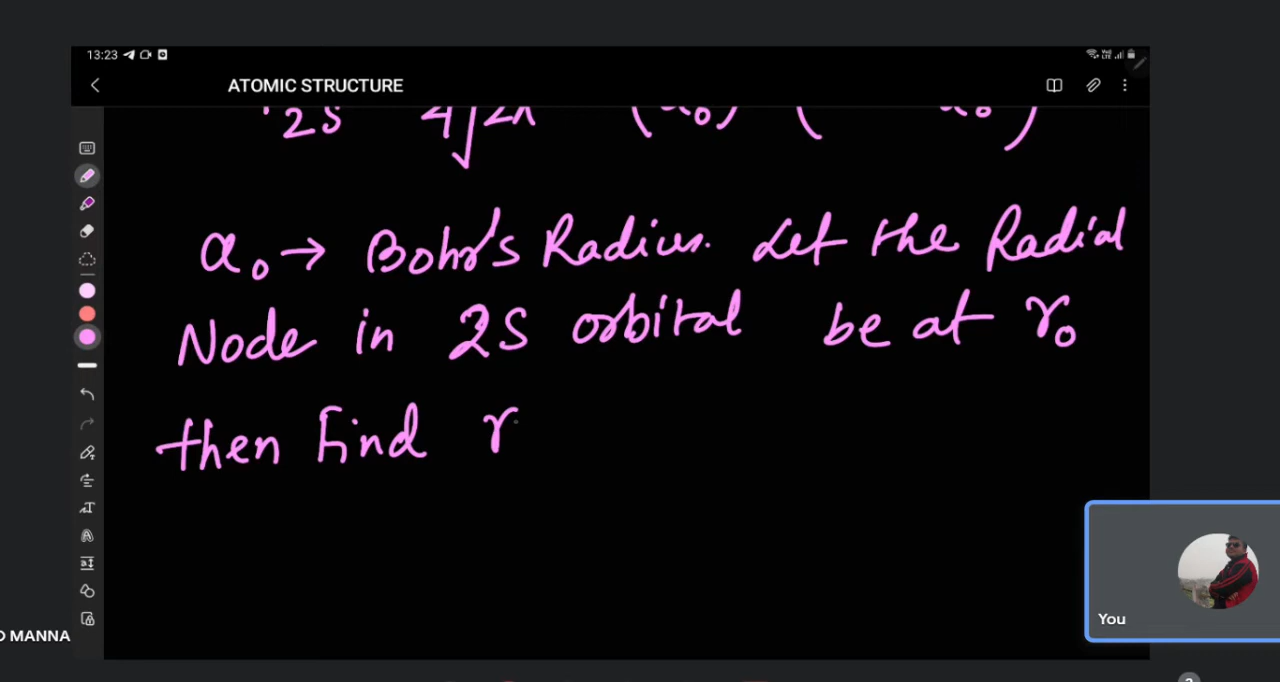 13:23
ATOMIC STRUCTURE
a₀ → Bohr's Radius. Let the Radial
Node in 2S orbital be at r₀
then find r
You
MANNA